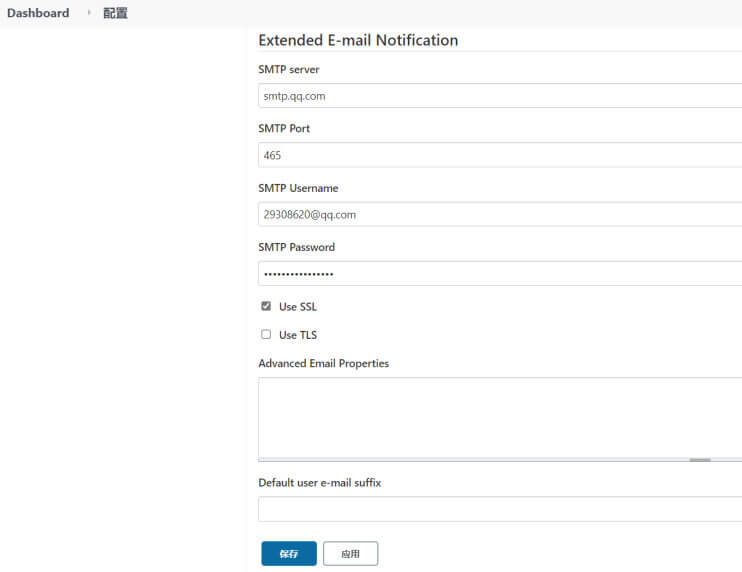 Dashboard › 配置
Extended E-mail Notification
SMTP server
smtp.qq.com
SMTP Port
465
SMTP Username
29308620@qq.com
SMTP Password
••••••••••••••••
Use SSL
Use TLS
Advanced Email Properties
Default user e-mail suffix
保存 应用